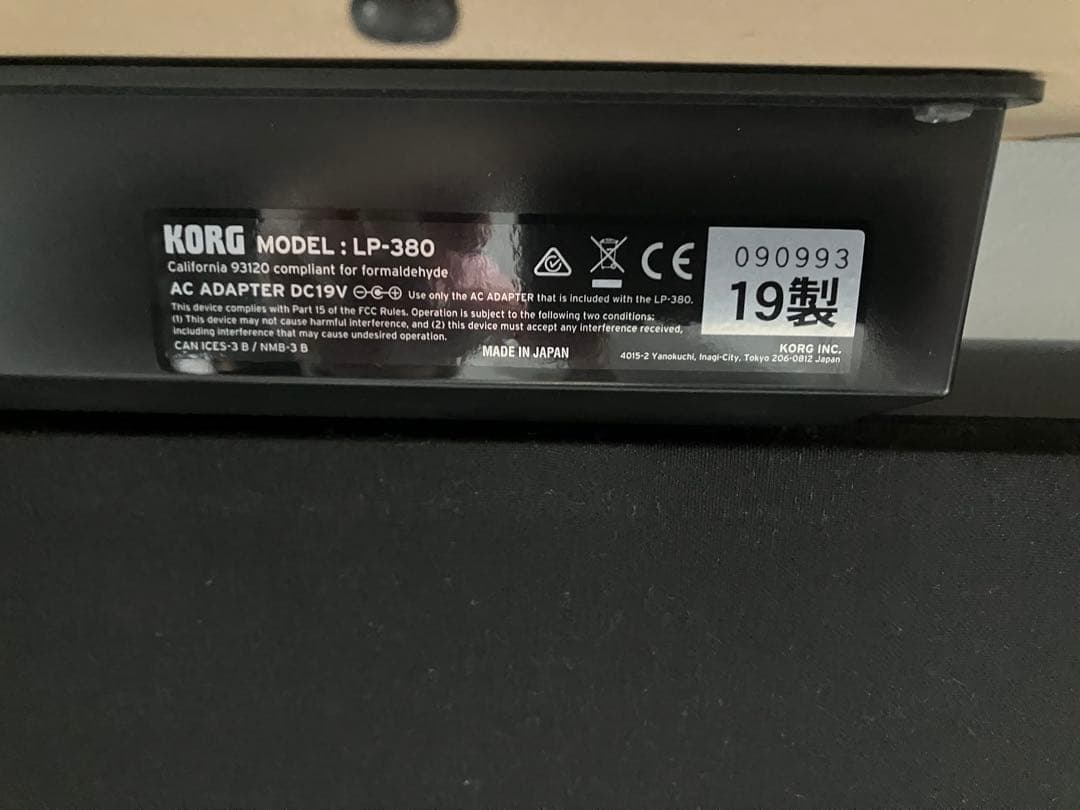 KORG MODEL : LP-380
California 93120 compliant for formaldehyde
AC ADAPTER DC19V Use only the AC ADAPTER that is included with the LP-380.
This device complies with Part 15 of the FCC Rules. Operation is subject to the following two conditions:
(1) This device may not cause harmful interference, and (2) this device must accept any interference received,
including interference that may cause undesired operation.
CAN ICES-3 B / NMB-3 B
MADE IN JAPAN
CE
090993
19製
KORG INC.
4015-2 Yanokuchi, Inagi-City, Tokyo 206-0812 Japan